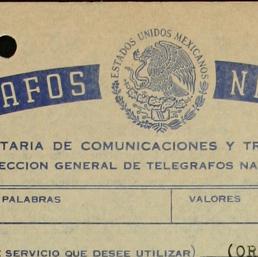 ESTADOS UNIDOS MEXICANOS
AFOS N
TARIA DE COMUNICACIONES Y TR
ECCION GENERAL DE TELEGRAFOS NA
PALABRAS VALORES
SERVICIO QUE DESEE UTILIZAR) (OR